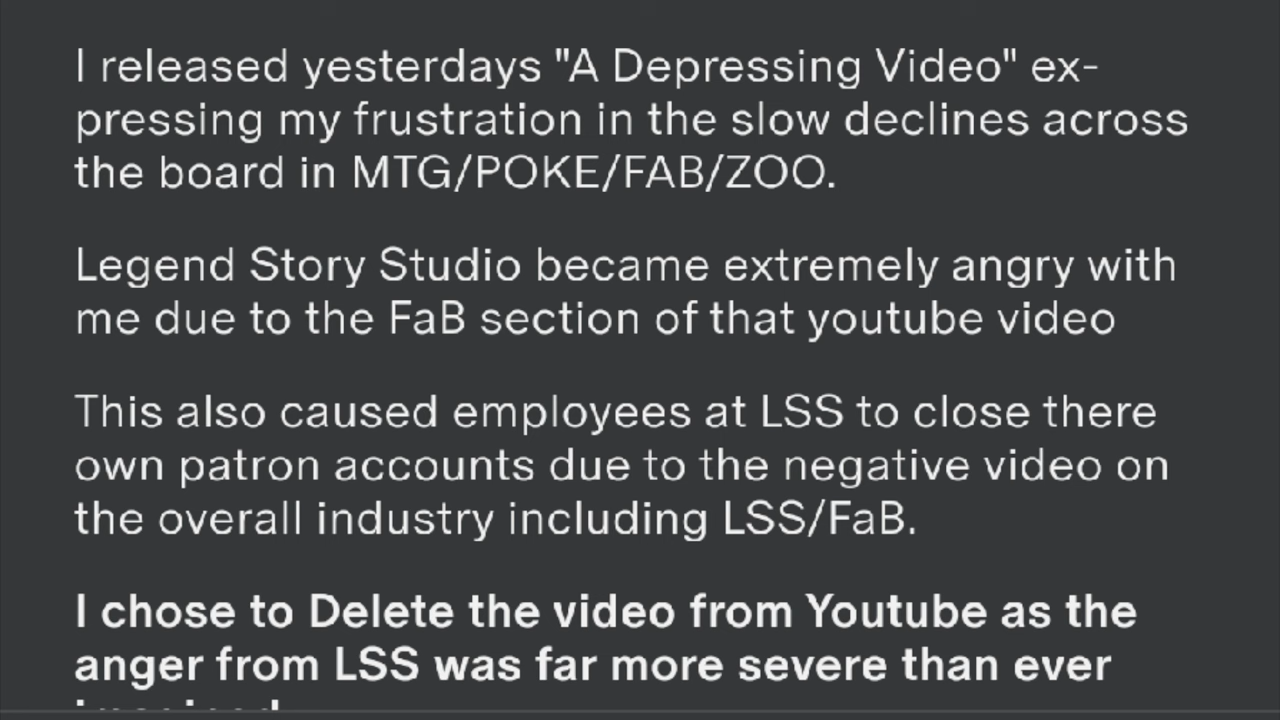 I released yesterdays "A Depressing Video" ex-
pressing my frustration in the slow declines across
the board in MTG/POKE/FAB/ZOO.
Legend Story Studio became extremely angry with
me due to the FaB section of that youtube video
This also caused employees at LSS to close there
own patron accounts due to the negative video on
the overall industry including LSS/FaB.
I chose to Delete the video from Youtube as the
anger from LSS was far more severe than ever